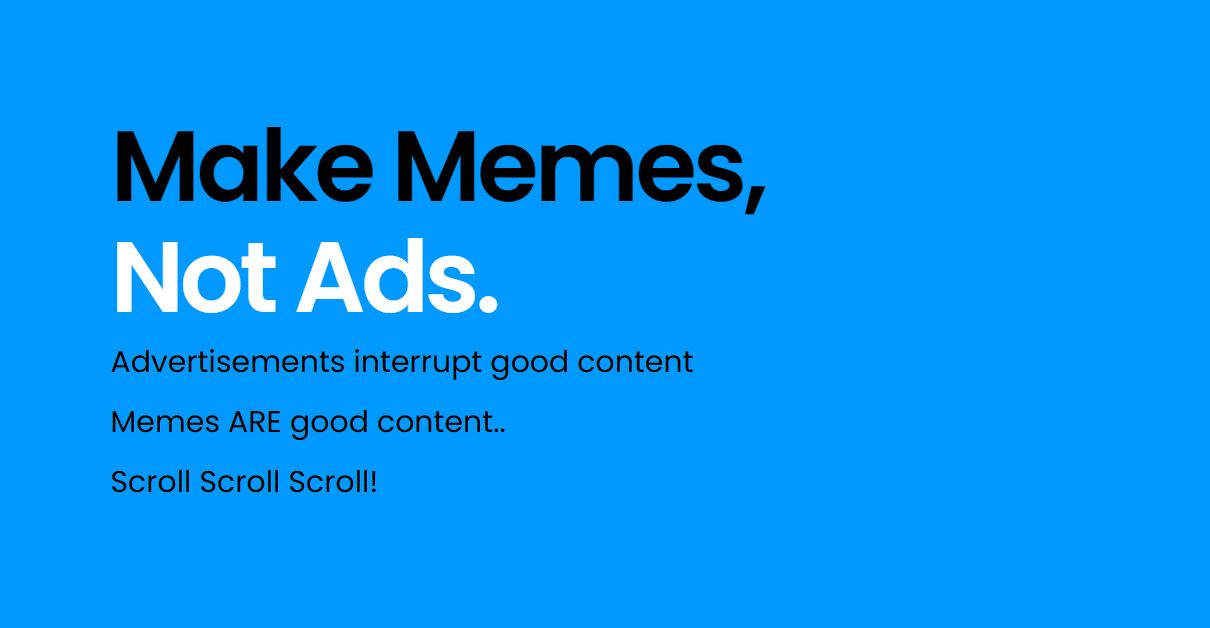 Make Memes,
Not Ads.
Advertisements interrupt good content
Memes ARE good content..
Scroll Scroll Scroll!